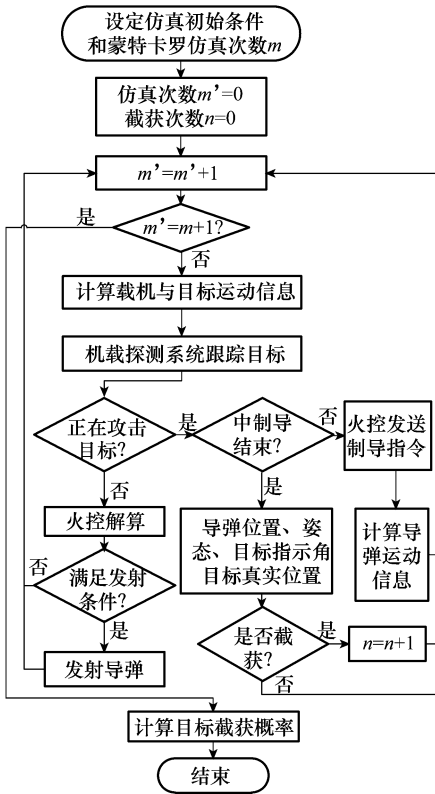 设定仿真初始条件
和蒙特卡罗仿真次数m
仿真次数m’=0
截获次数n=0
m’=m’+1
是
m’=m+1?
否
计算载机与目标运动信息
机载探测系统跟踪目标
正在攻击
目标?
是
中制导
结束?
否
火控发送
制导指令
否
是
火控解算
导弹位置、姿
态、目标指示角
目标真实位置
计算导
弹运动
信息
否
满足发射
条件?
是
发射导弹
是否截
获?
是
n=n+1
否
计算目标截获概率
结束